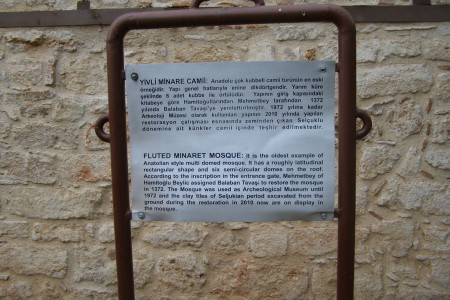 YİVLİ MİNARE CAMİİ: Anadolu çok kubbeli camii türünün en eski
örneğidir. Yapı genel hatlarıyle enine dikdörtgendir. Yarım küre
şeklinde 6 adet kubbe ile örtülüdür. Yapının giriş kapısındaki
kitabeye göre Hamitoğullarından Mehmetbey tarafından 1372
yılında Balaban Tavaşi'ye yeniletirilmiştir. 1972 yılına kadar
Arkeoloji Müzesi olarak kullanılan yapının 2010 yılında yapılan
restorasyon çalışması esnasında zeminden çıkan Selçuklu
dönemine ait künkler camii içinde teşhir edilmektedir.
FLUTED MINARET MOSQUE: It is the oldest example of
Anatolian style multi domed mosque. It has a roughly latitudinal
rectangular shape and six semi-circular domes on the roof.
According to the inscription in the entrance gate, Mehmetbey of
Hamitoğlu Beylic assigned Balaban Tavaşi to restore the mosque
in 1372. The Mosque was used as Archeological Museum until
1972 and the clay tiles of Seljukian period excavated from the
ground during the restoration in 2010 now are on display in
the mosque.